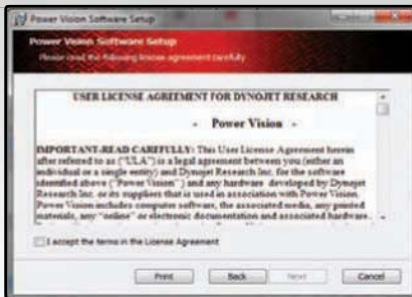 Power Vision Software Setup
Power Vision Software Setup
Please read the following license agreement carefully
USER LICENSE AGREEMENT FOR DYNOJET RESEARCH
- Power Vision -
IMPORTANT-READ CAREFULLY: This User License Agreement herein
after refered to as ("ULA") is a legal agreement between you (either an
individual or a single entity) and Dynojet Research Inc. for the software
identified above ("Power Vision") and any hardware developed by Dynojet
Research Inc. or its suppliers that is used in association with Power Vision.
Power Vision includes computer software, the associated media, any printed
materials, any "online" or electronic documentation and associated hardware.
I accept the terms in the License Agreement
Print Back Next Cancel